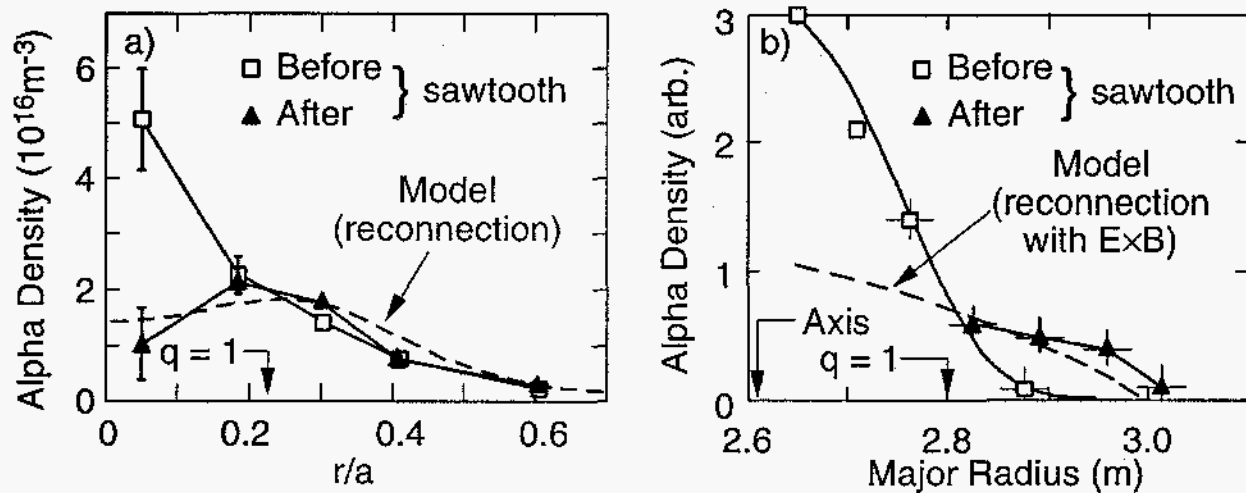 a)
□ Before
▲ After
} sawtooth
Model
(reconnection)
q = 1
Alpha Density (10¹⁶m⁻³)
6
4
2
0
0
0.2
0.4
0.6
r/a
b)
□ Before
▲ After
} sawtooth
Model
(reconnection
with E×B)
Axis
q = 1
Alpha Density (arb.)
3
2
1
0
2.6
2.8
3.0
Major Radius (m)